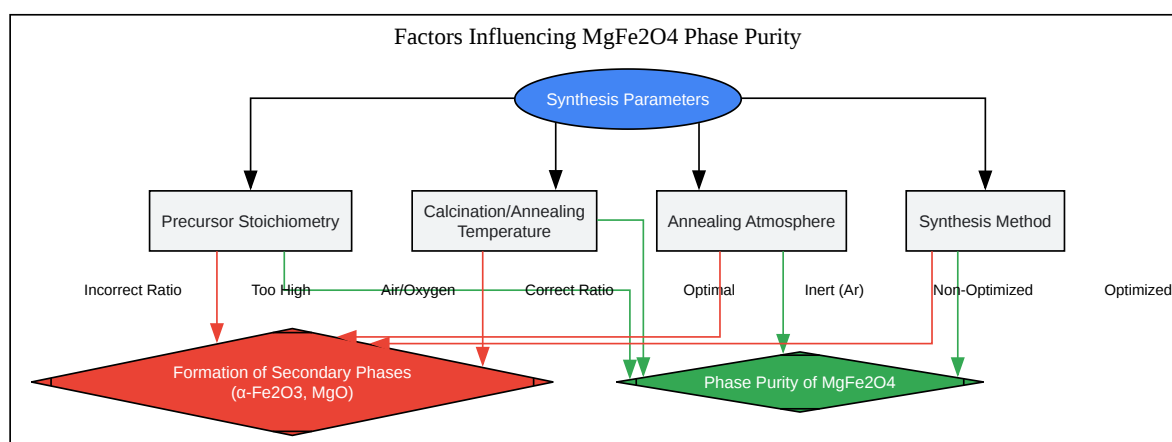 Factors Influencing MgFe2O4 Phase Purity
Synthesis Parameters
Precursor Stoichiometry
Calcination/Annealing
Temperature
Annealing Atmosphere
Synthesis Method
Incorrect Ratio
Too High
Air/Oxygen
Correct Ratio
Optimal
Inert (Ar)
Non-Optimized
Optimized
Formation of Secondary Phases
(α-Fe2O3, MgO)
Phase Purity of MgFe2O4